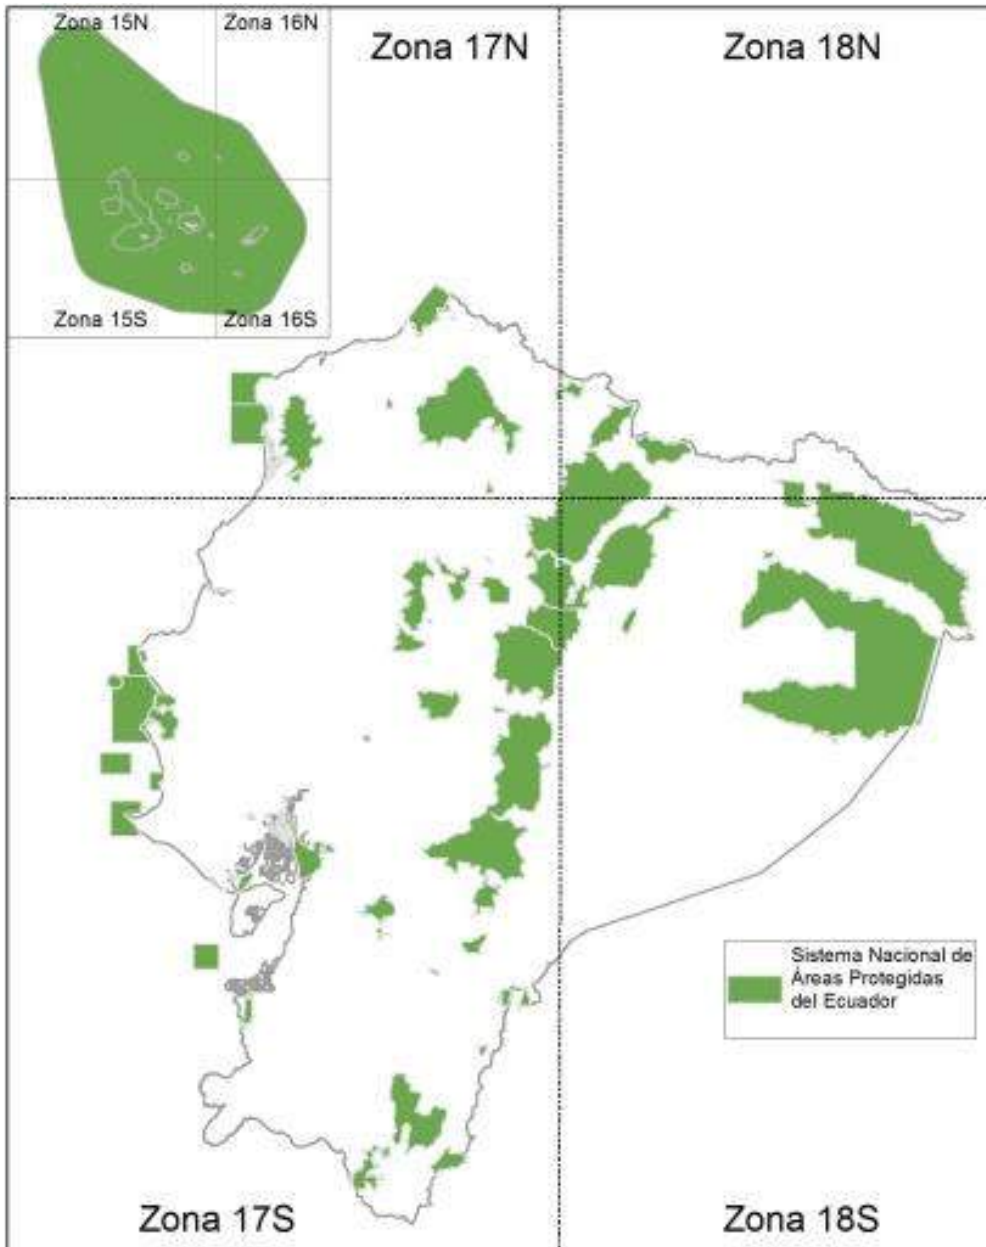 Zona 15N
Zona 16N
Zona 17N
Zona 18N
Zona 15S
Zona 16S
Sistema Nacional de
Áreas Protegidas
del Ecuador
Zona 17S
Zona 18S